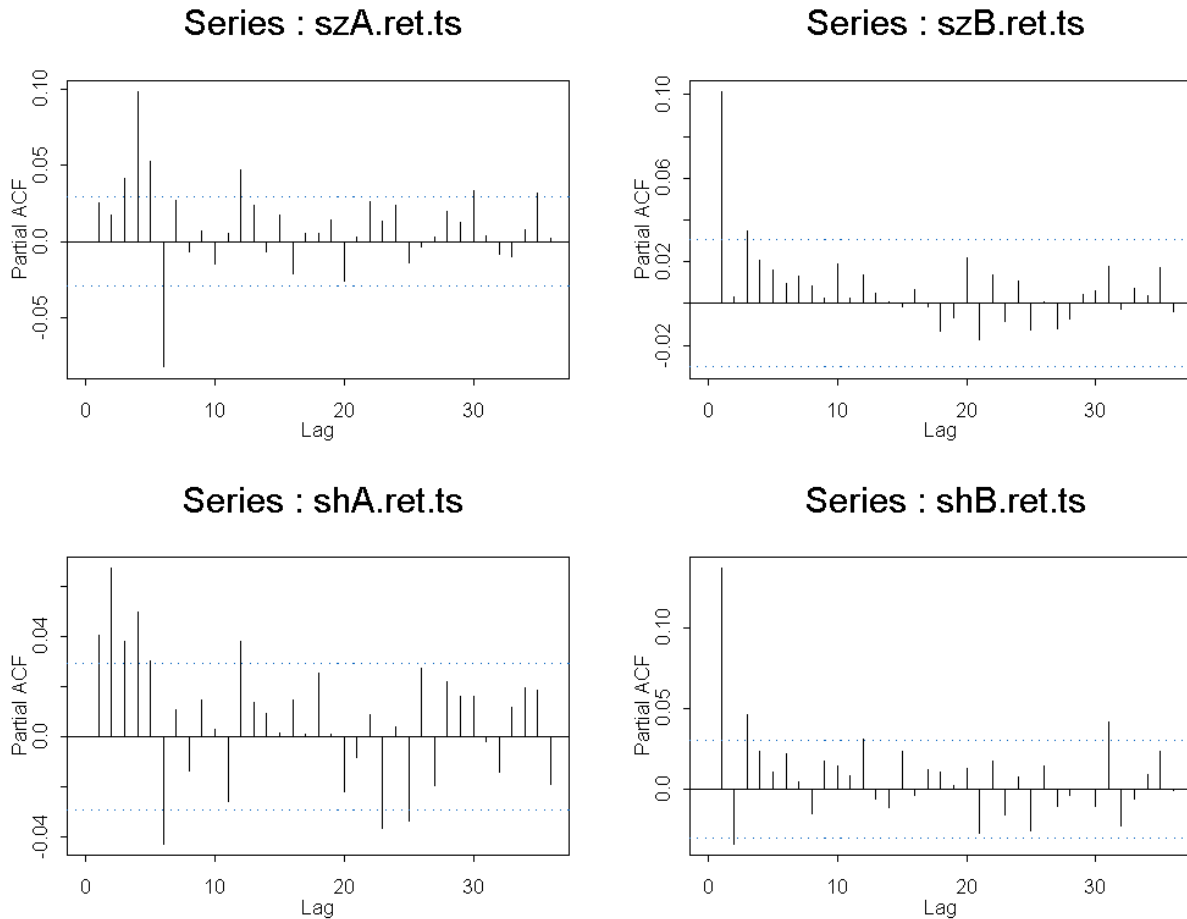 Series : szA.ret.ts
Partial ACF
0.10
0.05
0.0
-0.05
0
10
20
30
Lag
Series : szB.ret.ts
Partial ACF
0.10
0.06
0.02
-0.02
0
10
20
30
Lag
Series : shA.ret.ts
Partial ACF
0.04
0.0
-0.04
0
10
20
30
Lag
Series : shB.ret.ts
Partial ACF
0.10
0.05
0.0
0
10
20
30
Lag